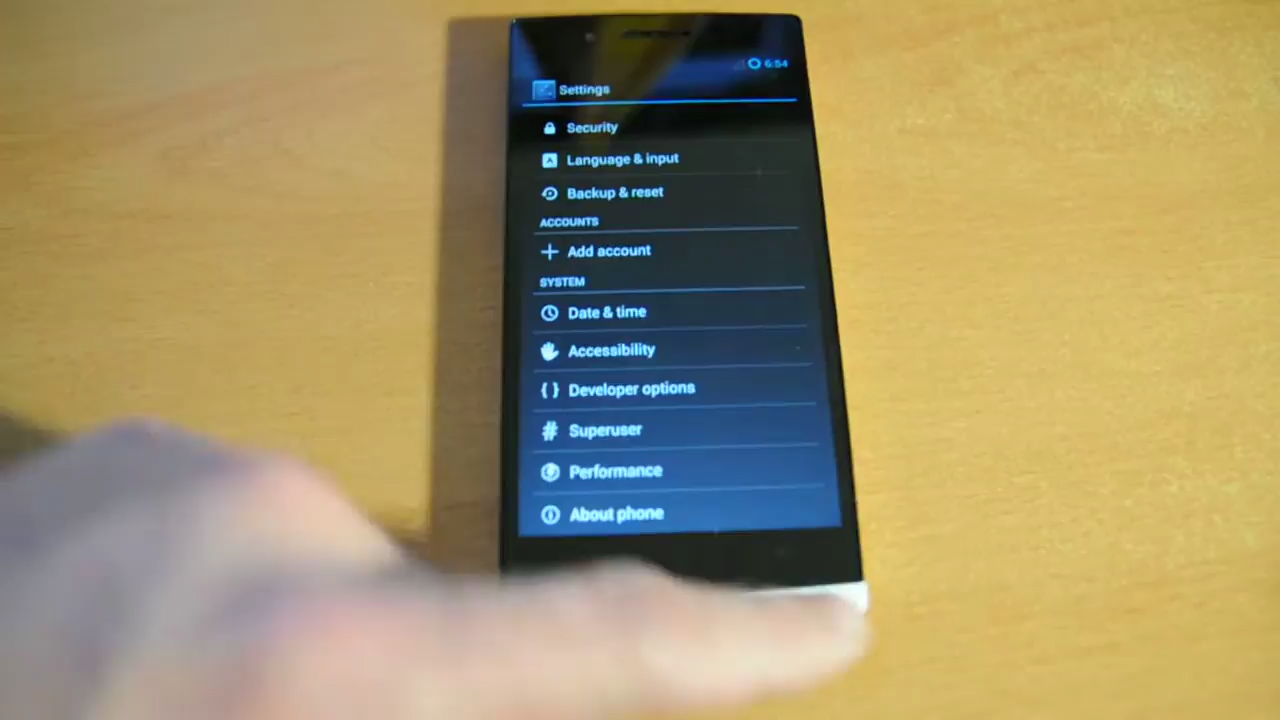 6:54
Settings
Security
Language & input
Backup & reset
ACCOUNTS
Add account
SYSTEM
Date & time
Accessibility
{ } Developer options
# Superuser
Performance
About phone